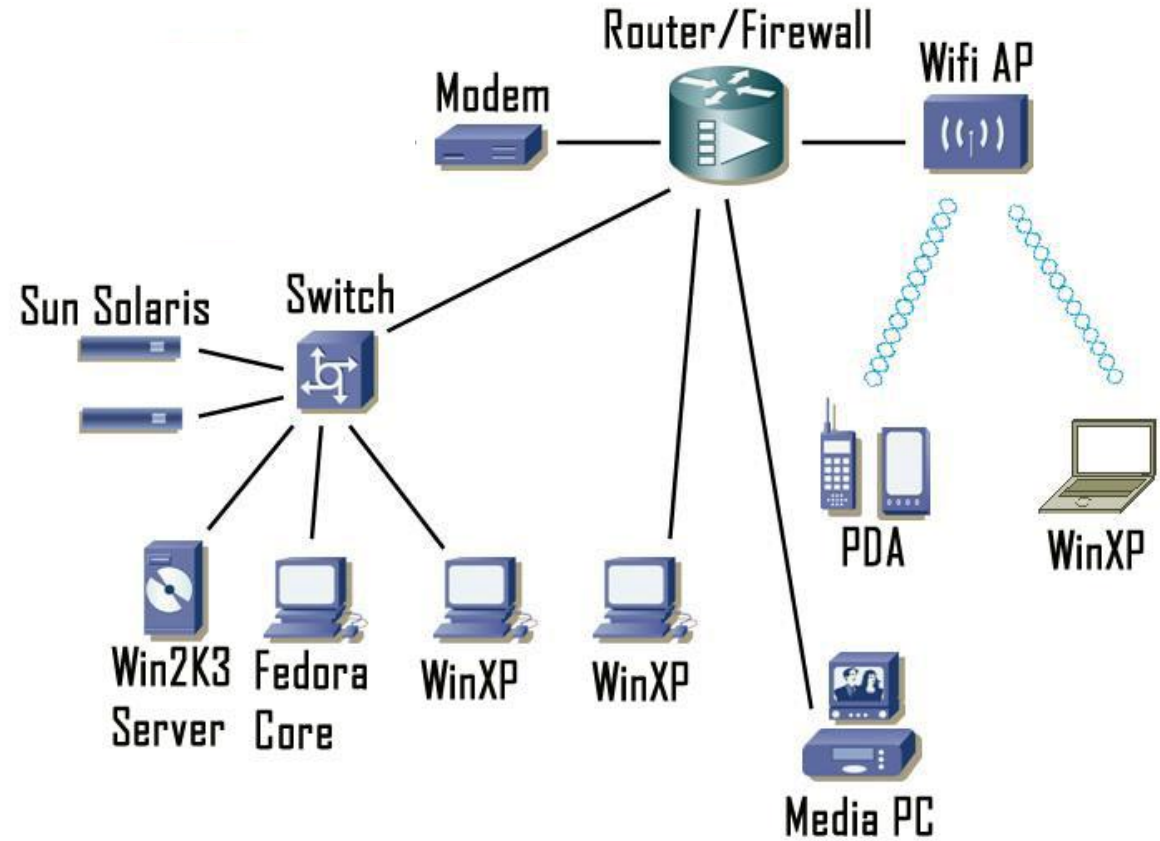 Router/Firewall
Wifi AP
Modem
Switch
Sun Solaris
PDA
WinXP
Win2K3
Server
Fedora
Core
WinXP
WinXP
Media PC